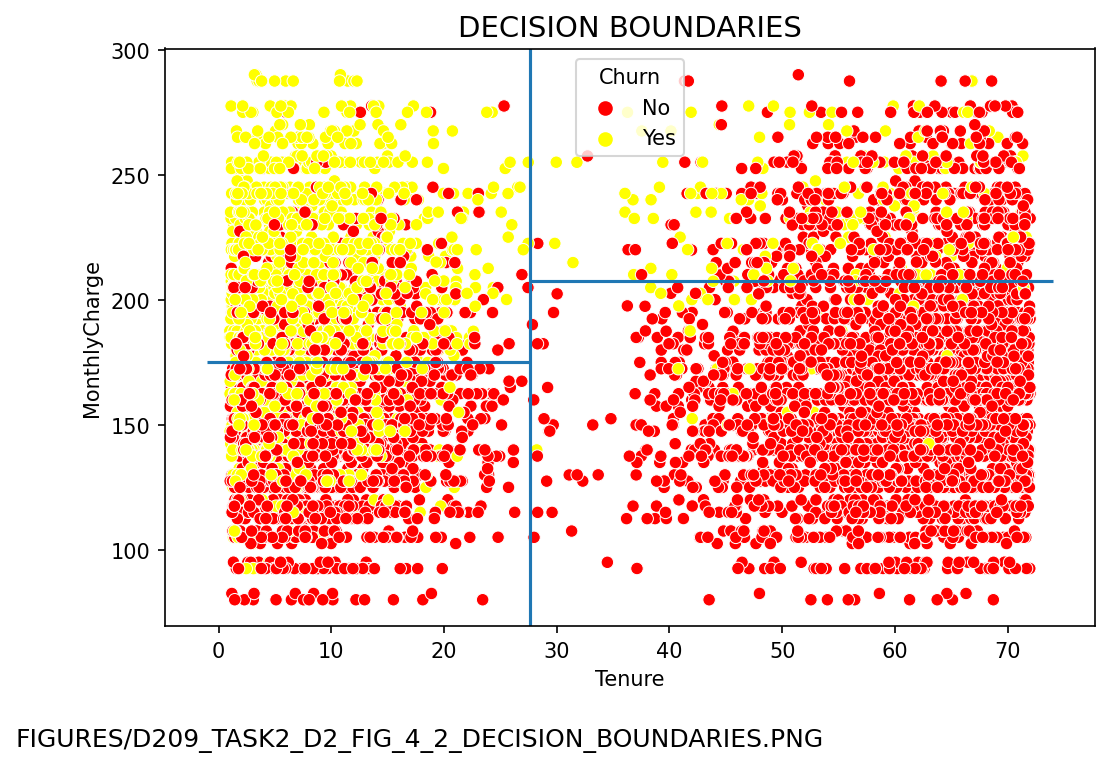 DECISION BOUNDARIES
300
250
200
150
100
MonthlyCharge
Churn
No
Yes
0 10 20 30 40 50 60 70
Tenure
FIGURES/D209_TASK2_D2_FIG_4_2_DECISION_BOUNDARIES.PNG